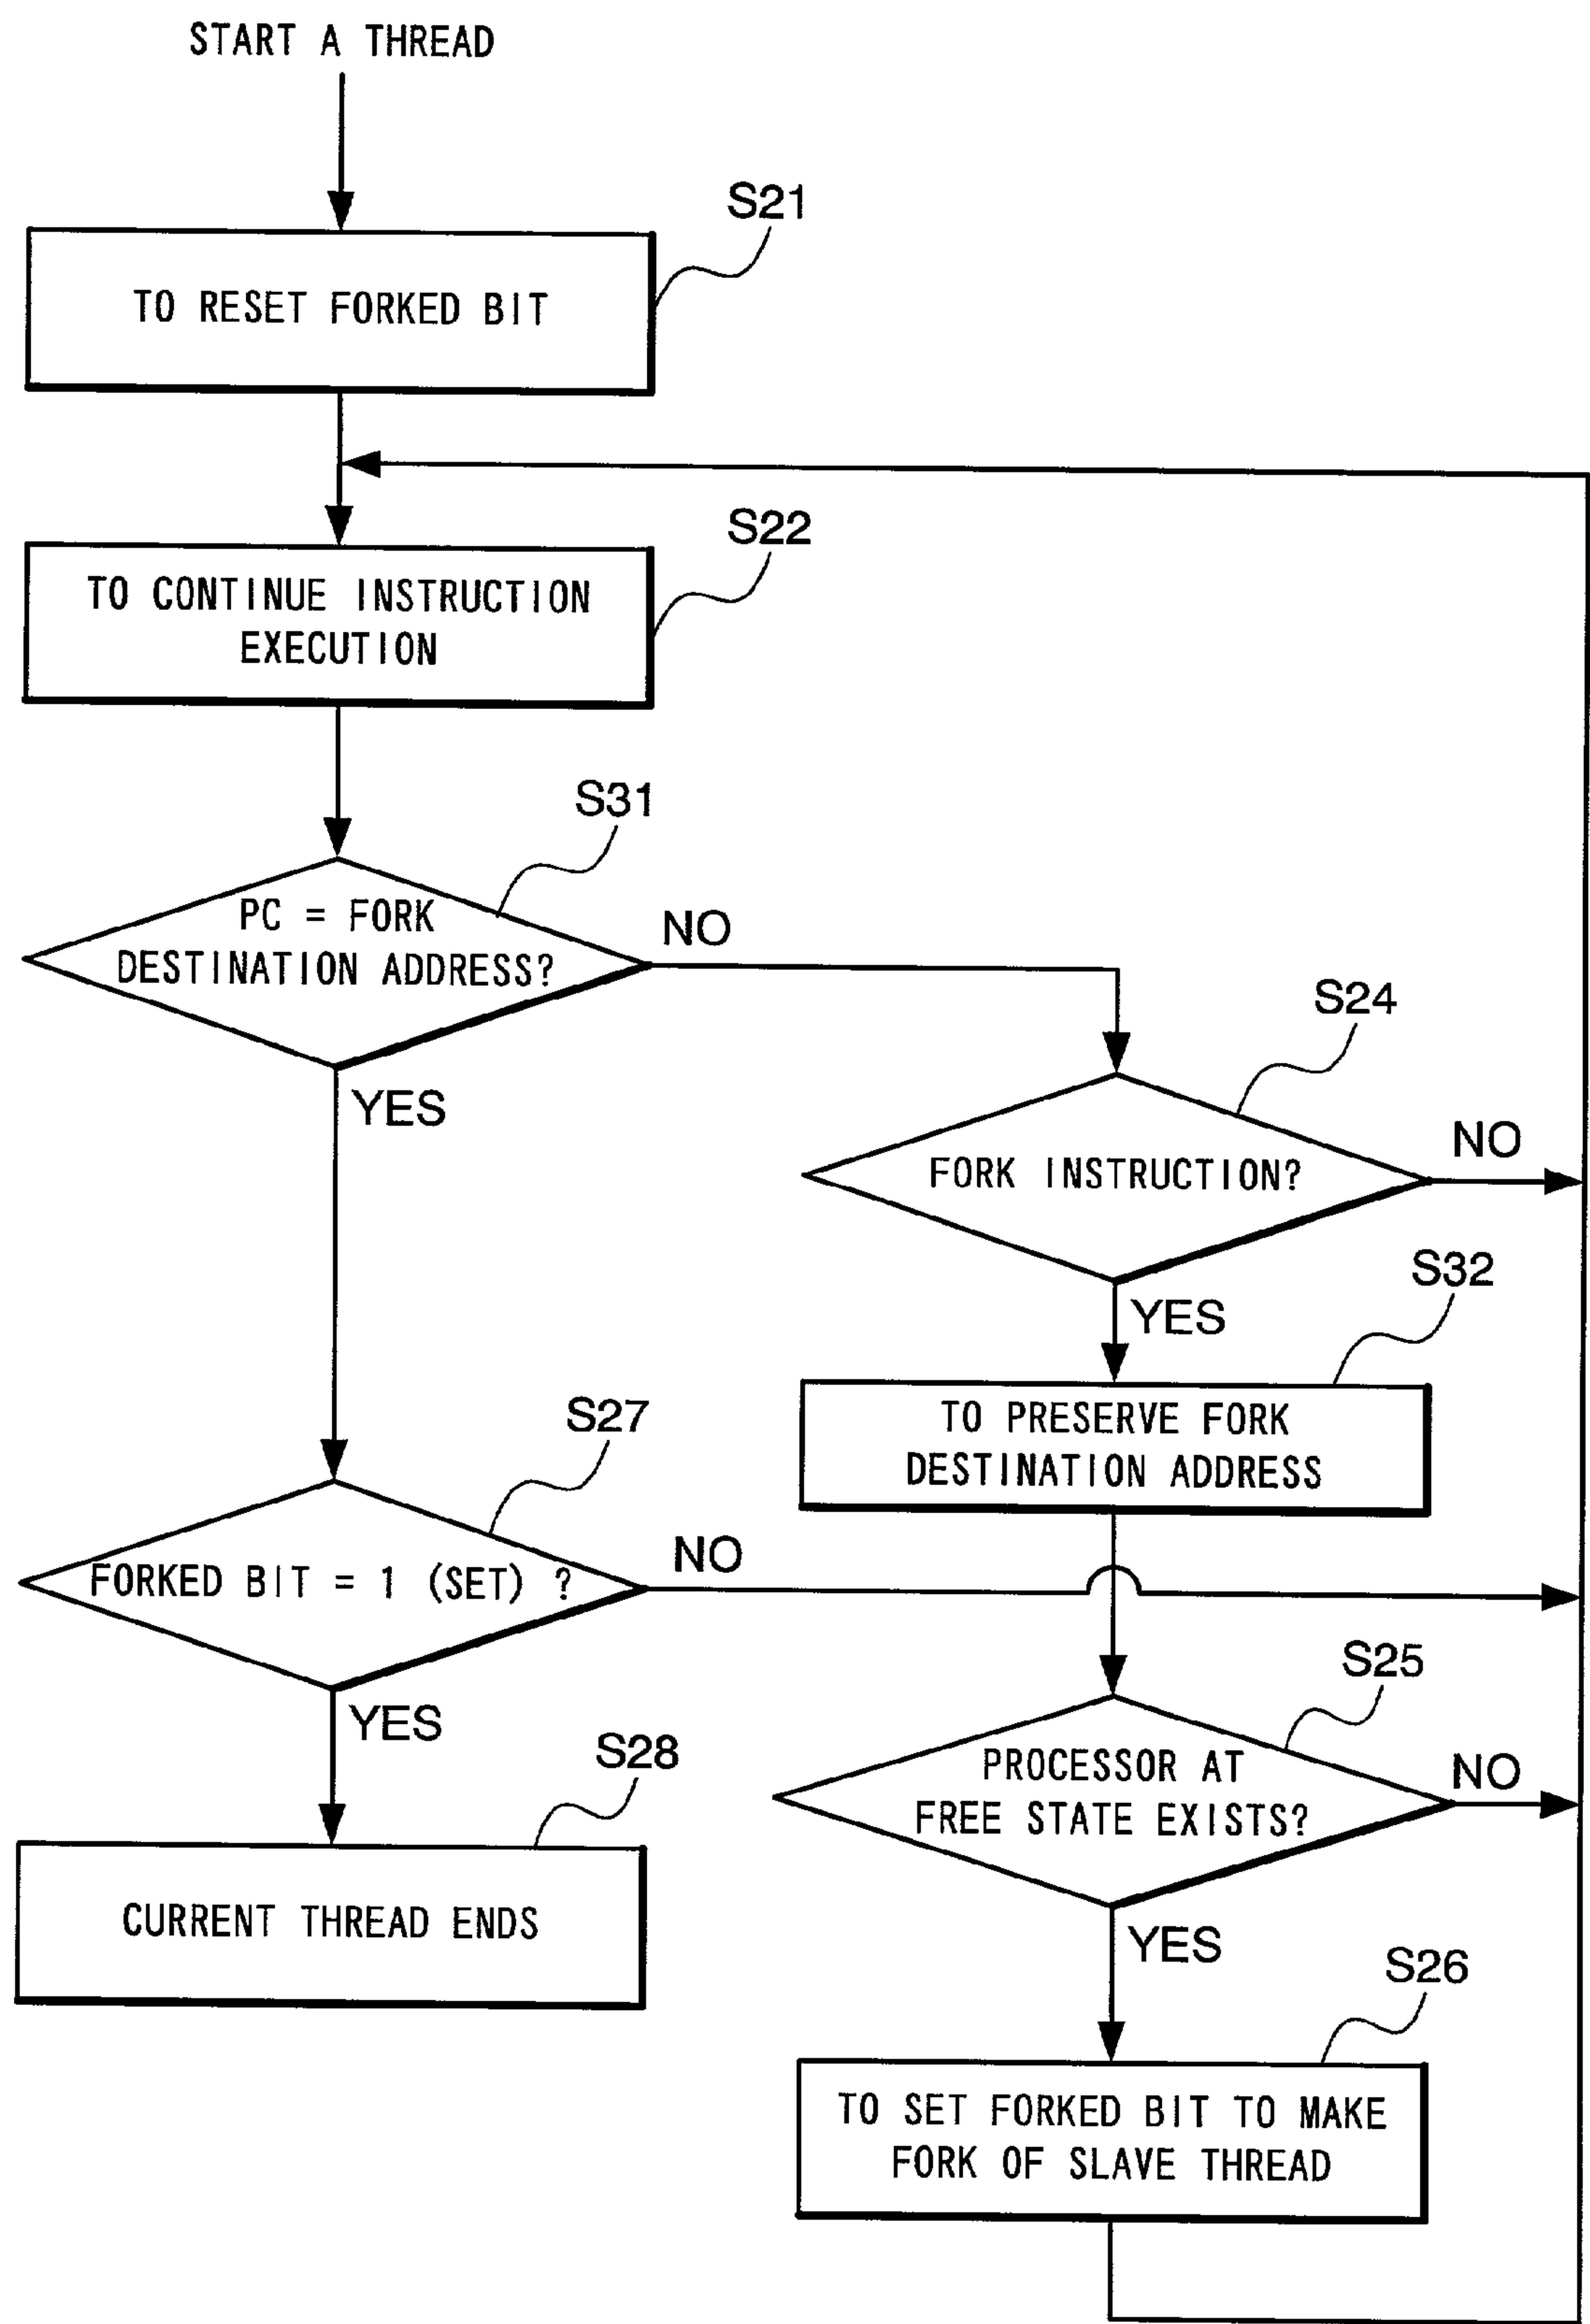 START A THREAD
S21
TO RESET FORKED BIT
S22
TO CONTINUE INSTRUCTION
EXECUTION
S31
PC = FORK
DESTINATION ADDRESS?
NO
YES
S24
FORK INSTRUCTION?
NO
YES
S32
TO PRESERVE FORK
DESTINATION ADDRESS
S27
FORKED BIT = 1 (SET) ?
NO
YES
S25
PROCESSOR AT
FREE STATE EXISTS?
NO
YES
S28
CURRENT THREAD ENDS
S26
TO SET FORKED BIT TO MAKE
FORK OF SLAVE THREAD